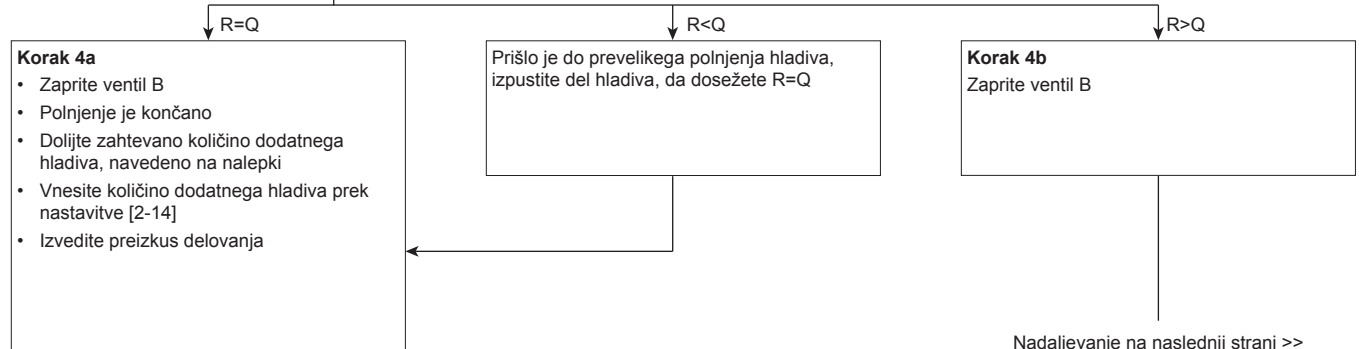 R=Q
R<Q
R>Q
Korak 4a
• Zaprite ventil B
• Polnjenje je končano
• Dolijte zahtevano količino dodatnega
hladiva, navedeno na nalepki
• Vnesite količino dodatnega hladiva prek
nastavitve [2-14]
• Izvedite preizkus delovanja
Prišlo je do prevelikega polnjenja hladiva,
izpustite del hladiva, da dosežete R=Q
Korak 4b
Zaprite ventil B
Nadaljevanje na naslednji strani >>